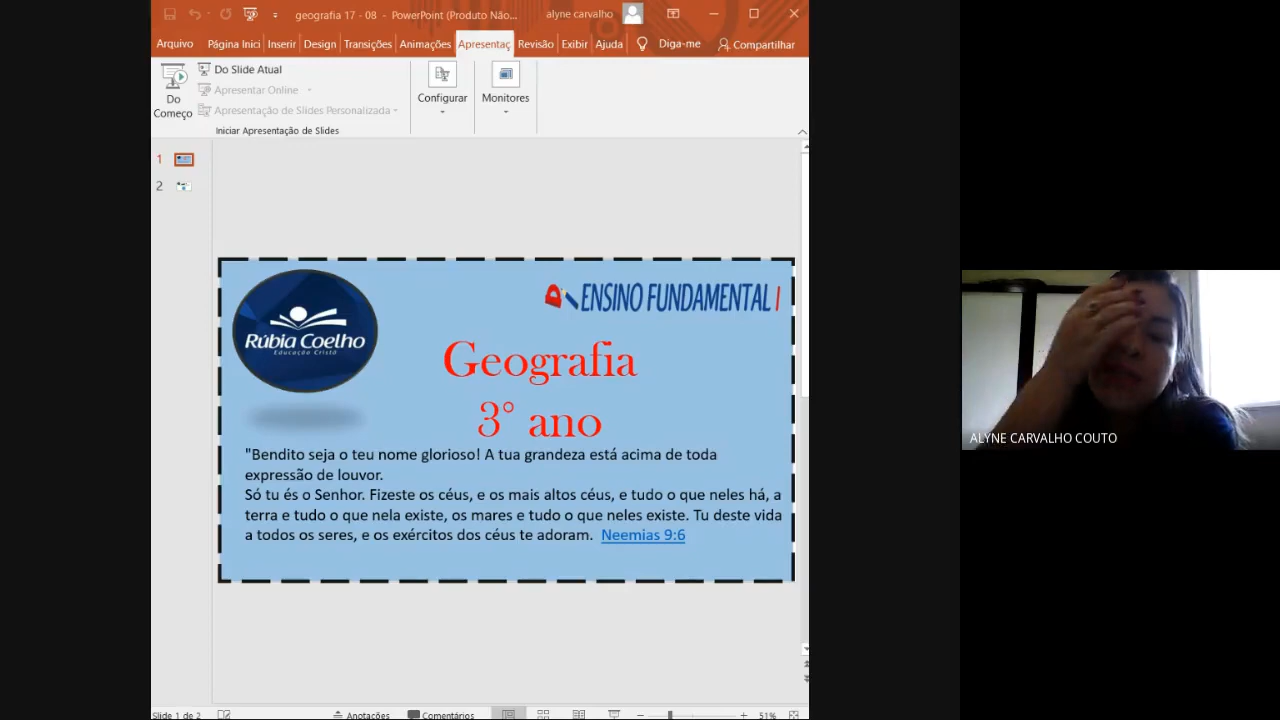 geografia 17 - 08 - PowerPoint (Produto Não...
alyne carvalho
Arquivo Página Inici Inserir Design Transições Animações Apresentaç Revisão Exibir Ajuda Diga-me Compartilhar
Do Começo
Do Slide Atual
Apresentar Online
Apresentação de Slides Personalizada
Iniciar Apresentação de Slides
Configurar
Monitores
1
2
Rúbia Coelho
Educação Cristã
ENSINO FUNDAMENTAL I
Geografia
3° ano
"Bendito seja o teu nome glorioso! A tua grandeza está acima de toda
expressão de louvor.
Só tu és o Senhor. Fizeste os céus, e os mais altos céus, e tudo o que neles há, a
terra e tudo o que nela existe, os mares e tudo o que neles existe. Tu deste vida
a todos os seres, e os exércitos dos céus te adoram. Neemias 9:6
ALYNE CARVALHO COUTO
Slide 1 de 2
Anotações
Comentários
51%